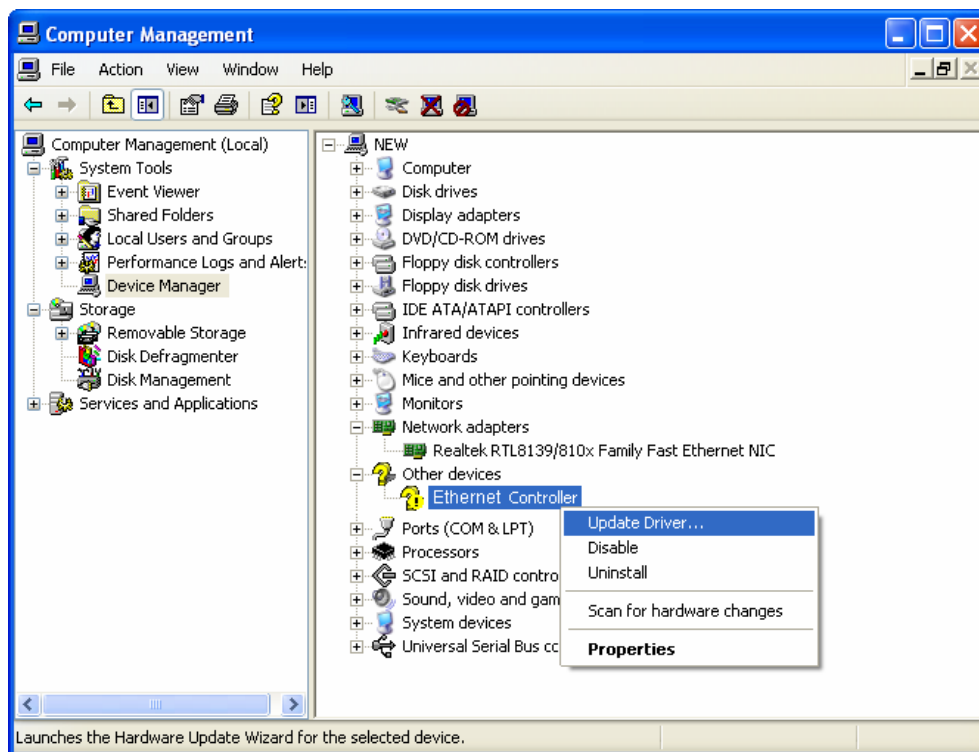 Computer Management
File Action View Window Help
Computer Management (Local)
System Tools
Event Viewer
Shared Folders
Local Users and Groups
Performance Logs and Alert:
Device Manager
Storage
Removable Storage
Disk Defragmenter
Disk Management
Services and Applications
NEW
Computer
Disk drives
Display adapters
DVD/CD-ROM drives
Floppy disk controllers
Floppy disk drives
IDE ATA/ATAPI controllers
Infrared devices
Keyboards
Mice and other pointing devices
Monitors
Network adapters
Realtek RTL8139/810x Family Fast Ethernet NIC
Other devices
Ethernet Controller
Ports (COM & LPT)
Processors
SCSI and RAID contro
Sound, video and gam
System devices
Universal Serial Bus cc
Update Driver...
Disable
Uninstall
Scan for hardware changes
Properties
Launches the Hardware Update Wizard for the selected device.